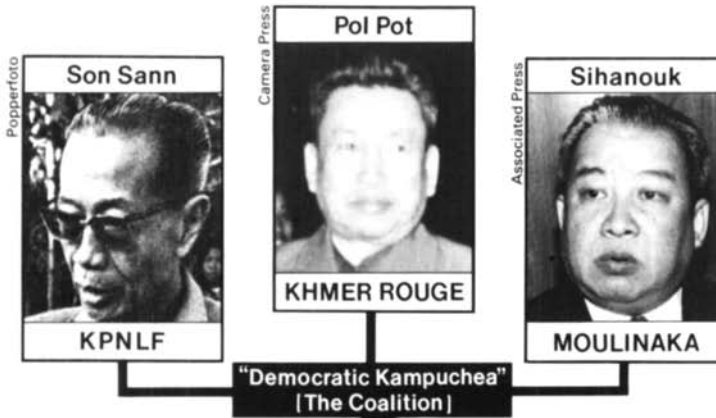 Popperfoto
Son Sann
KPNLF
Camera Press
Pol Pot
KHMER ROUGE
Associated Press
Sihanouk
MOULINAKA
"Democratic Kampuchea"
[The Coalition]